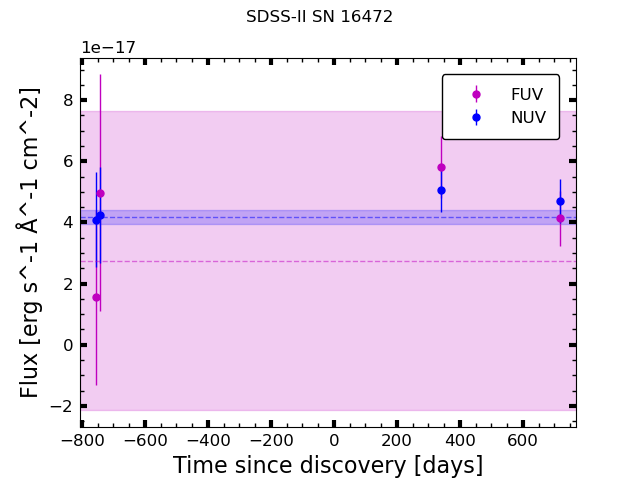 SDSS-II SN 16472
1e−17
8
6
4
2
0
−2
−800 −600 −400 −200 0 200 400 600
Time since discovery [days]
Flux [erg s^-1 Å^-1 cm^-2]
FUV
NUV